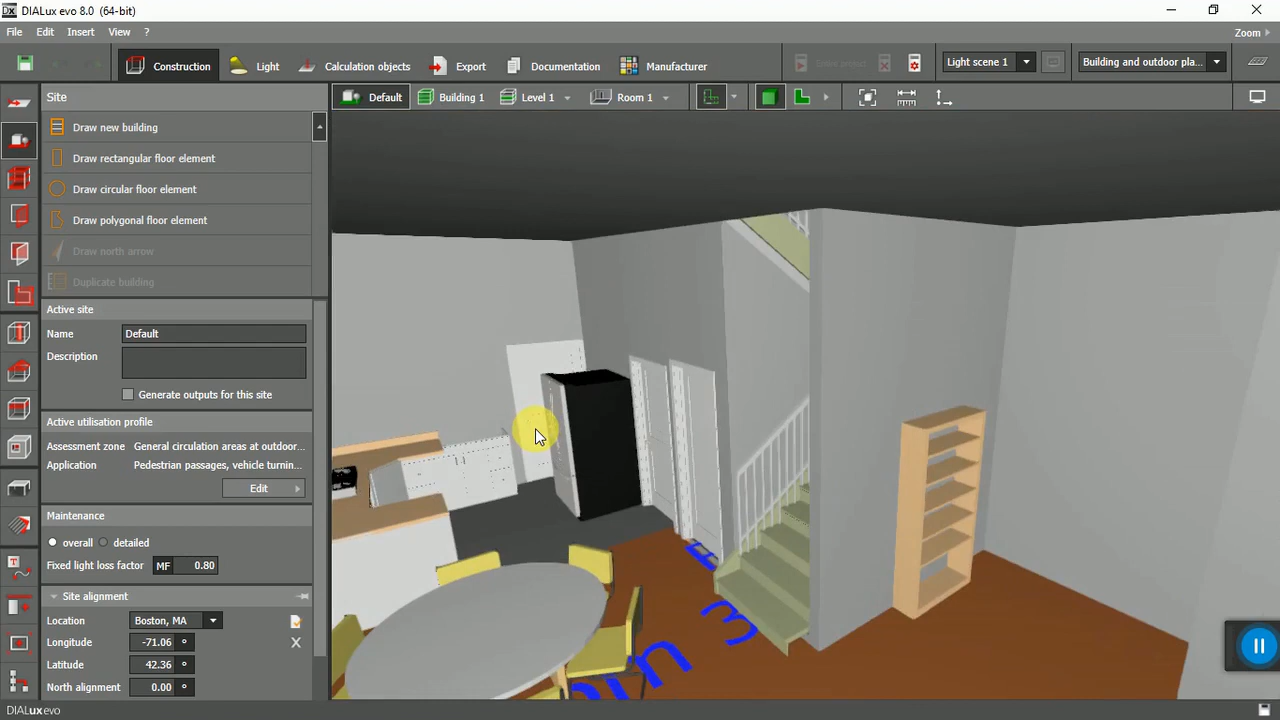 DIALux evo 8.0 (64-bit)
File Edit Insert View ?
Zoom
Construction Light Calculation objects Export Documentation Manufacturer
Entire project
Light scene 1
Building and outdoor pla...
Site
Default Building 1 Level 1 Room 1
Draw new building
Draw rectangular floor element
Draw circular floor element
Draw polygonal floor element
Draw north arrow
Duplicate building
Active site
Name Default
Description
Generate outputs for this site
Active utilisation profile
Assessment zone General circulation areas at outdoor...
Application Pedestrian passages, vehicle turnin...
Edit
Maintenance
overall detailed
Fixed light loss factor MF 0.80
Site alignment
Location Boston, MA
Longitude -71.06 °
Latitude 42.36 °
North alignment 0.00 °
DIALux evo